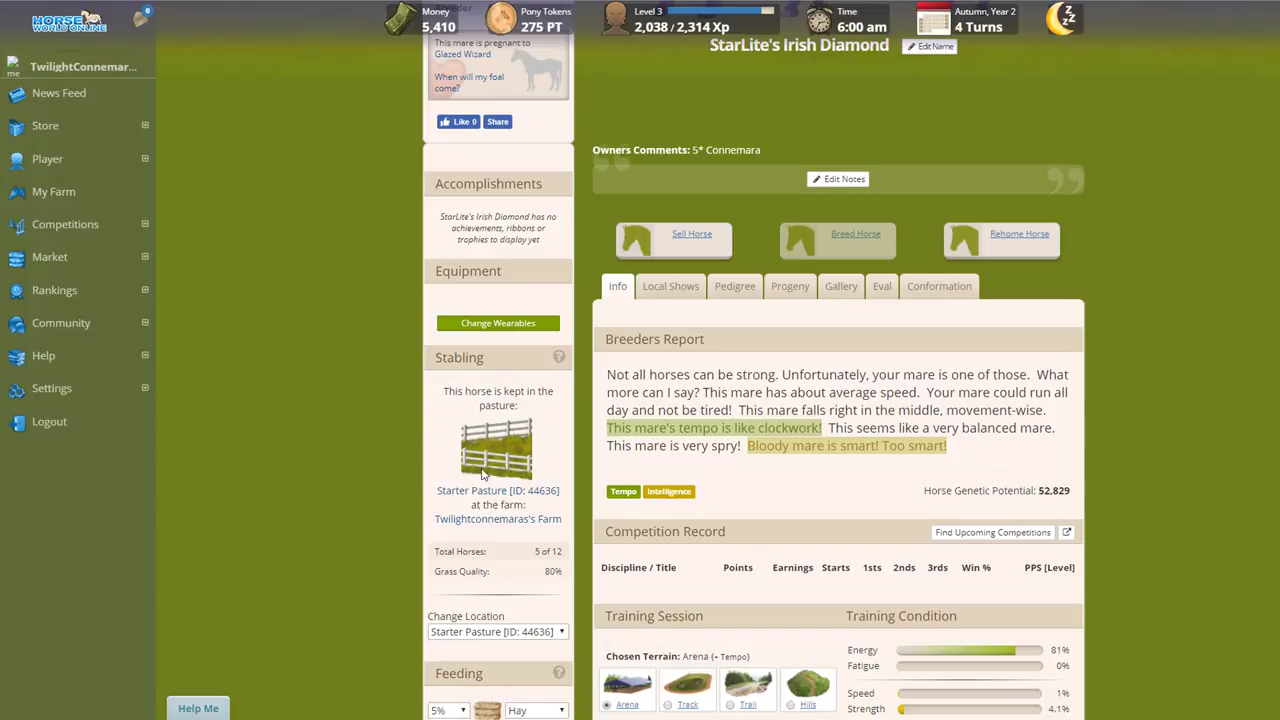 HORSE
WORLD ONLINE
0
Money
5,410
Pony Tokens
275 PT
Level 3
2,038 / 2,314 Xp
Time
6:00 am
Autumn, Year 2
4 Turns
me
TwilightConnemar...
News Feed
Store
Player
My Farm
Competitions
Market
Rankings
Community
Help
Settings
Logout
Help Me
This mare is pregnant to
Glazed Wizard
When will my foal
come?
Like 0
Share
Accomplishments
StarLite's Irish Diamond has no
achievements, ribbons or
trophies to display yet
Equipment
Change Wearables
Stabling
This horse is kept in the
pasture:
Starter Pasture [ID: 44636]
at the farm:
Twilightconnemaras's Farm
Total Horses: 5 of 12
Grass Quality: 80%
Change Location
Starter Pasture [ID: 44636]
Feeding
5%
Hay
StarLite's Irish Diamond
Edit Name
Owners Comments: 5* Connemara
Edit Notes
Sell Horse
Breed Horse
Rehome Horse
Info
Local Shows
Pedigree
Progeny
Gallery
Eval
Conformation
Breeders Report
Not all horses can be strong. Unfortunately, your mare is one of those. What
more can I say? This mare has about average speed. Your mare could run all
day and not be tired! This mare falls right in the middle, movement-wise.
This mare's tempo is like clockwork! This seems like a very balanced mare.
This mare is very spry! Bloody mare is smart! Too smart!
Tempo
Intelligence
Horse Genetic Potential: 52,829
Competition Record
Find Upcoming Competitions
Discipline / Title Points Earnings Starts 1sts 2nds 3rds Win % PPS [Level]
Training Session
Chosen Terrain: Arena (+ Tempo)
Arena
Track
Trail
Hills
Training Condition
Energy 81%
Fatigue 0%
Speed 1%
Strength 4.1%